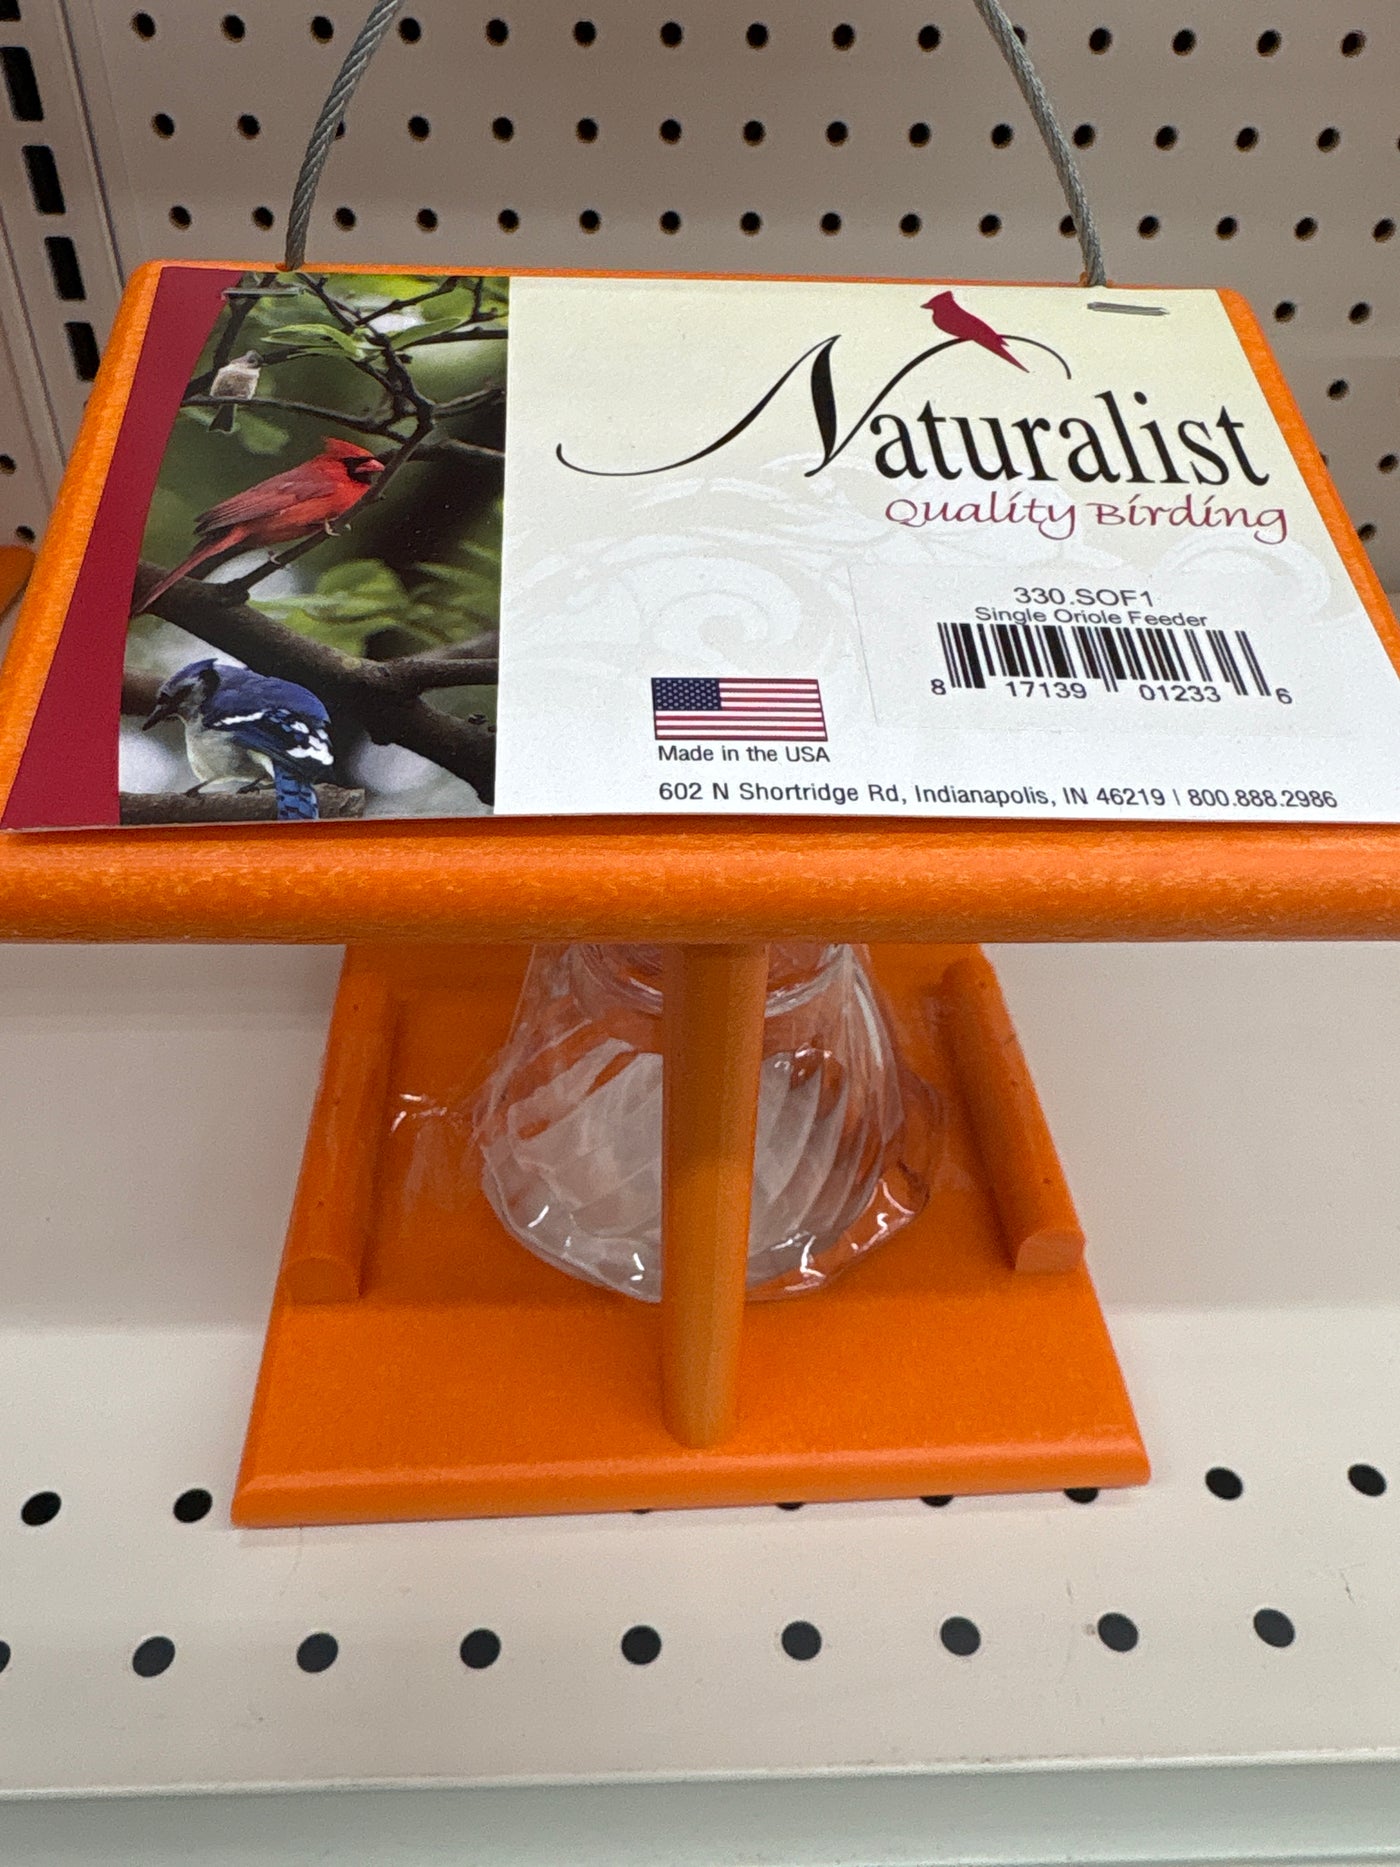 Naturalist
Quality Birding
330.SOF1
Single Oriole Feeder
8 17139 01233 6
Made in the USA
602 N Shortridge Rd, Indianapolis, IN 46219 | 800.888.2986